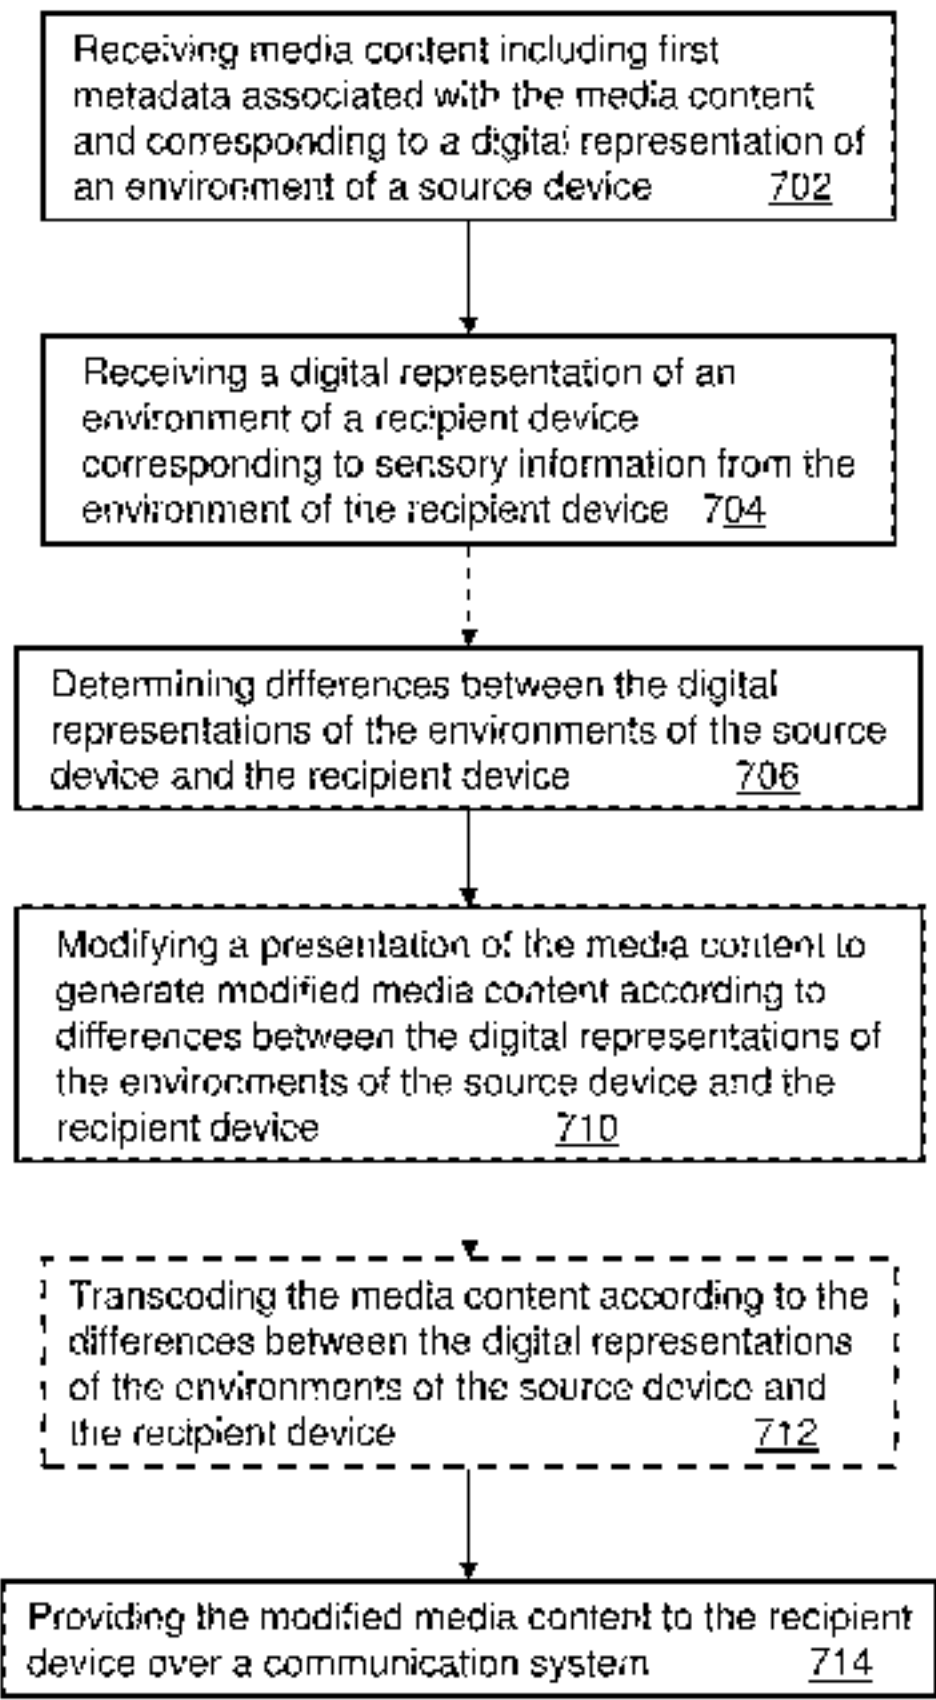 Receiving media content including first
metadata associated with the media content
and corresponding to a digital representation of
an environment of a source device 702
Receiving a digital representation of an
environment of a recipient device
corresponding to sensory information from the
environment of the recipient device 704
Determining differences between the digital
representations of the environments of the source
device and the recipient device 706
Modifying a presentation of the media content to
generate modified media content according to
differences between the digital representations of
the environments of the source device and the
recipient device 710
Transcoding the media content according to the
differences between the digital representations
of the environments of the source device and
the recipient device 712
Providing the modified media content to the recipient
device over a communication system 714